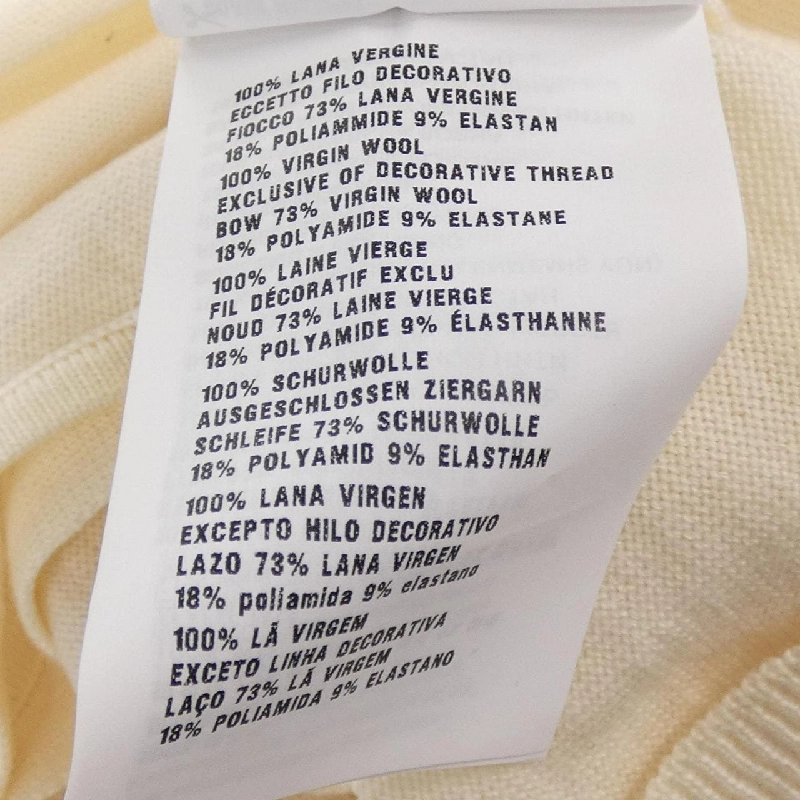 100% LANA VERGINE
ECCETTO FILO DECORATIVO
FIOCCO 73% LANA VERGINE
18% POLIAMMIDE 9% ELASTAN
100% VIRGIN WOOL
EXCLUSIVE OF DECORATIVE THREAD
BOW 73% VIRGIN WOOL
18% POLYAMIDE 9% ELASTANE
100% LAINE VIERGE
FIL DÉCORATIF EXCLU
NOUD 73% LAINE VIERGE
18% POLYAMIDE 9% ÉLASTHANNE
100% SCHURWOLLE
AUSGESCHLOSSEN ZIERGARN
SCHLEIFE 73% SCHURWOLLE
18% POLYAMID 9% ELASTHAN
100% LANA VIRGEN
EXCEPTO HILO DECORATIVO
LAZO 73% LANA VIRGEN
18% poliamida 9% elastano
100% LÃ VIRGEM
EXCETO LINHA DECORATIVA
LAÇO 73% LÃ VIRGEM
18% POLIAMIDA 9% ELASTANO